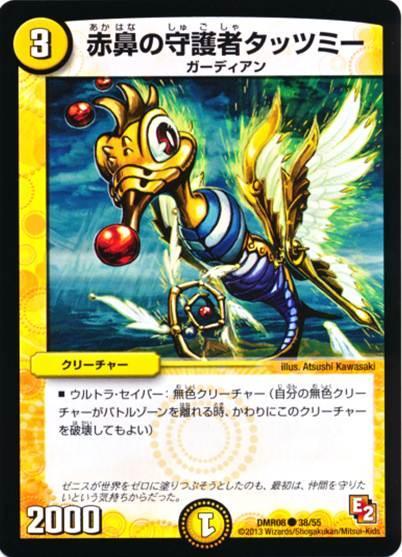 3
あかはな しゅごしゃ
赤鼻の守護者タッツミー
ガーディアン
クリーチャー
illus. Atsushi Kawasaki
■ ウルトラ・セイバー：無色クリーチャー（自分の無色クリー
チャーがバトルゾーンを離れる時、かわりにこのクリーチャー
を破壊してもよい）
ゼニスが世界をゼロに塗りつぶそうとしたのも、最初は、仲間を守りた
いという気持ちからだった。
2000
1
DMR08 ● 38/55
©2013 Wizards/Shogakukan/Mitsui-Kids
E2